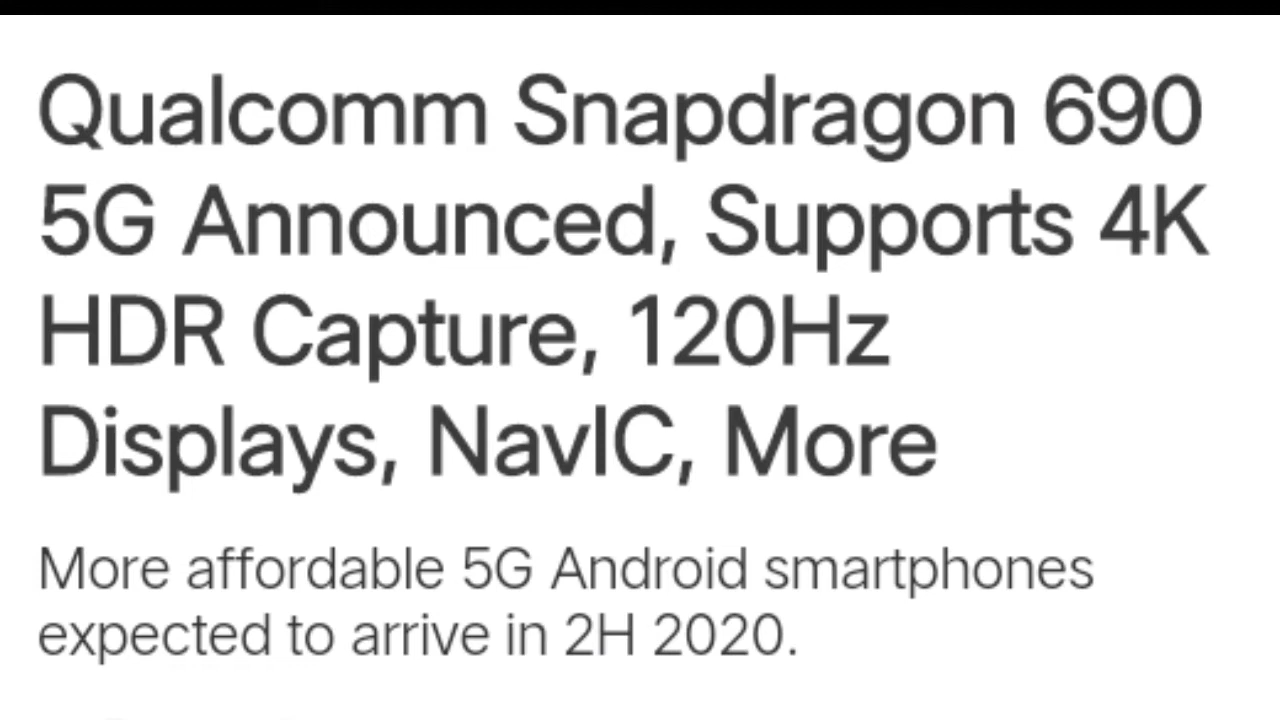 Qualcomm Snapdragon 690
5G Announced, Supports 4K
HDR Capture, 120Hz
Displays, NavIC, More
More affordable 5G Android smartphones
expected to arrive in 2H 2020.